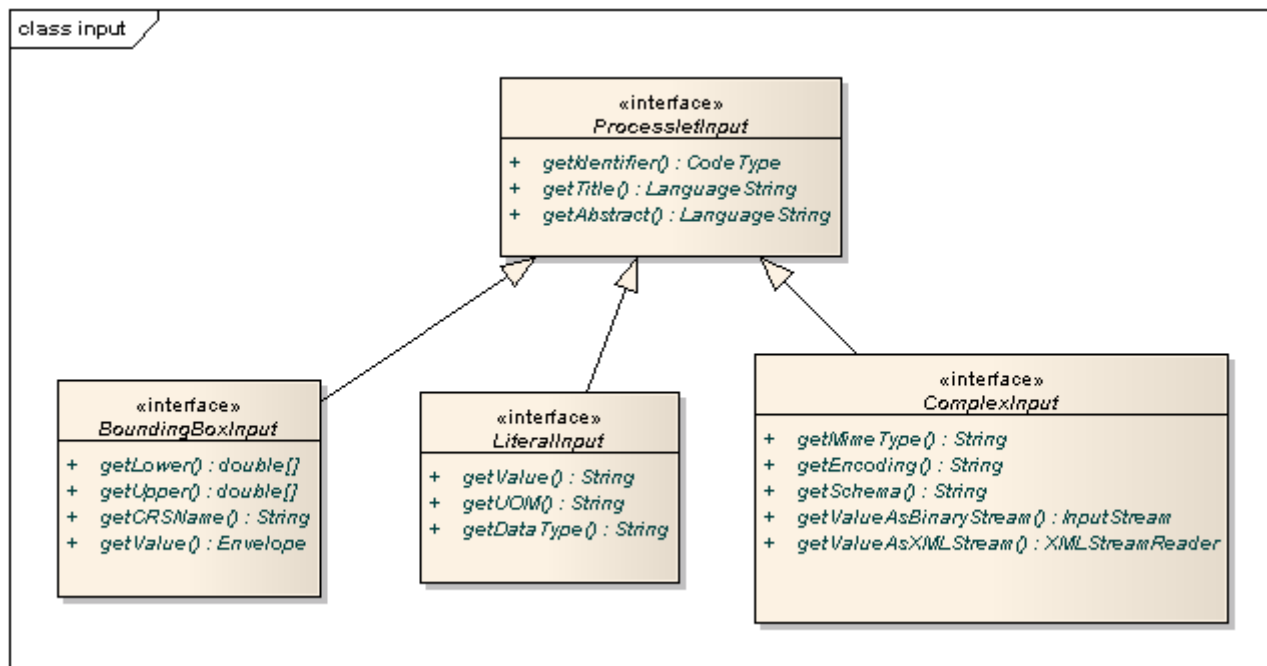 class input
«interface»
ProcessletInput
+ getIdentifier() : CodeType
+ getTitle() : LanguageString
+ getAbstract() : LanguageString
«interface»
BoundingBoxInput
+ getLower() : double[]
+ getUpper() : double[]
+ getCRSName() : String
+ getValue() : Envelope
«interface»
LiteralInput
+ getValue() : String
+ getUOM() : String
+ getDataType() : String
«interface»
ComplexInput
+ getMimeType() : String
+ getEncoding() : String
+ getSchema() : String
+ getValueAsBinaryStream() : InputStream
+ getValueAsXMLStream() : XMLStreamReader